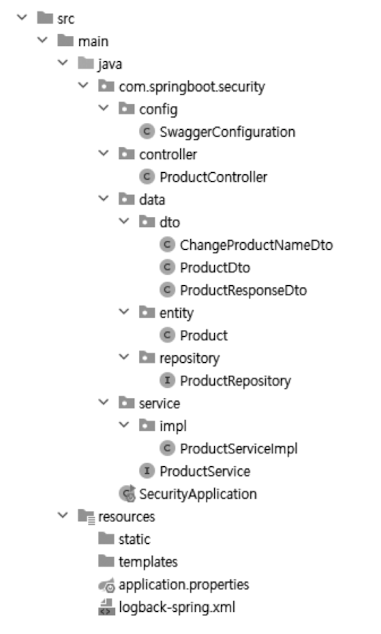 src
main
java
com.springboot.security
config
SwaggerConfiguration
controller
ProductController
data
dto
ChangeProductNameDto
ProductDto
ProductResponseDto
entity
Product
repository
ProductRepository
service
impl
ProductServiceImpl
ProductService
SecurityApplication
resources
static
templates
application.properties
logback-spring.xml